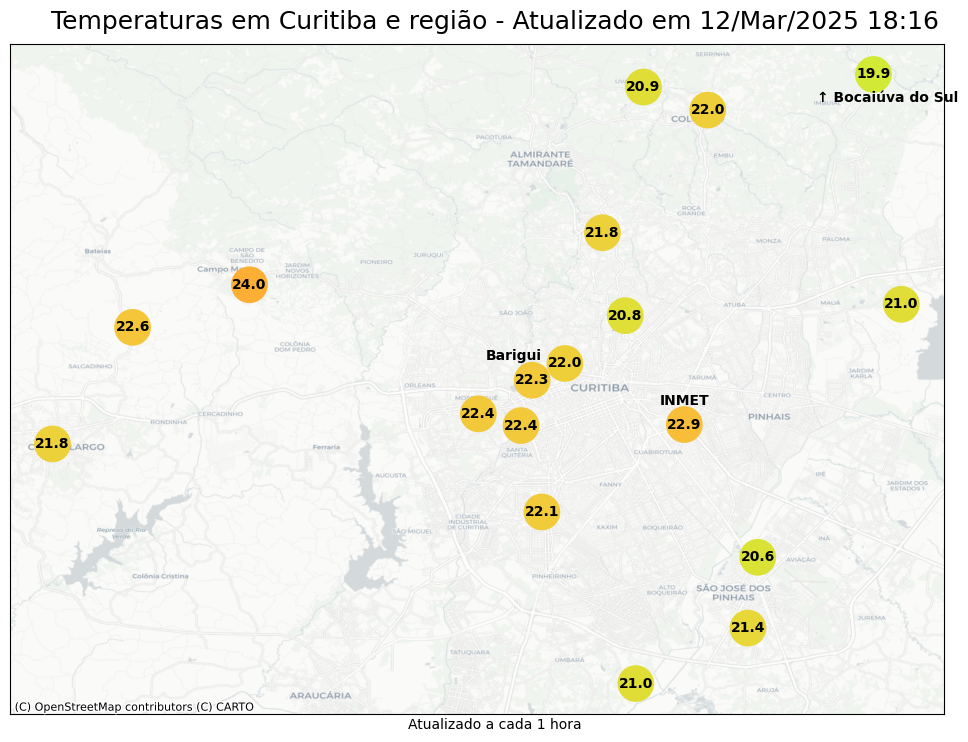 Temperaturas em Curitiba e região - Atualizado em 12/Mar/2025 18:16
SERRINHA
19.9
20.9
↑ Bocaiúva do Sul
22.0
PACOTUBA
ALMIRANTE
TAMANDARÉ
EMBU
ROÇA
GRANDE
21.8
MONZA
PALOMA
Bateias
CAMPO DE
SÃO
BENEDITO
JURUQUI
PIONEIRO
JARDIM
NOVOS
HORIZONTES
24.0
21.0
MAUÁ
ATUBA
SÃO JOÃO
20.8
22.6
COLÔNIA
DOM PEDRO
Barigui
22.0
SALGADINHO
JARDIM
KARLA
TARUMÃ
22.3
ORLEANS
CURITIBA
CENTRO
INMET
22.4
22.4
22.9
PINHAIS
CERCADINHO
RONDINHA
21.8
Ferraria
SANTA
QUITÉRIA
GUABIROTUBA
AUGUSTA
IPÊ
FANNY
JARDIM DOS
ESTADOS I
22.1
CIDADE
INDUSTRIAL
DE CURITIBA
SÃO MIGUEL
XAXIM
BOQUEIRÃO
Represa do Rio
Verde
INÁ
20.6
AVIAÇÃO
Colônia Cristina
PINHEIRINHO
ALTO
BOQUEIRÃO
SÃO JOSÉ DOS
PINHAIS
JUREMA
21.4
TATUQUARA
UMBARÁ
21.0
ARUJÁ
ARAUCÁRIA
(C) OpenStreetMap contributors (C) CARTO
Atualizado a cada 1 hora